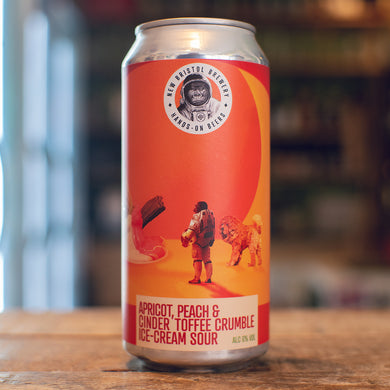 NEW BRISTOL BREWERY
HANDS-ON BEERS
APRICOT, PEACH &
CINDER TOFFEE CRUMBLE
ICE-CREAM SOUR
ALC 6% VOL